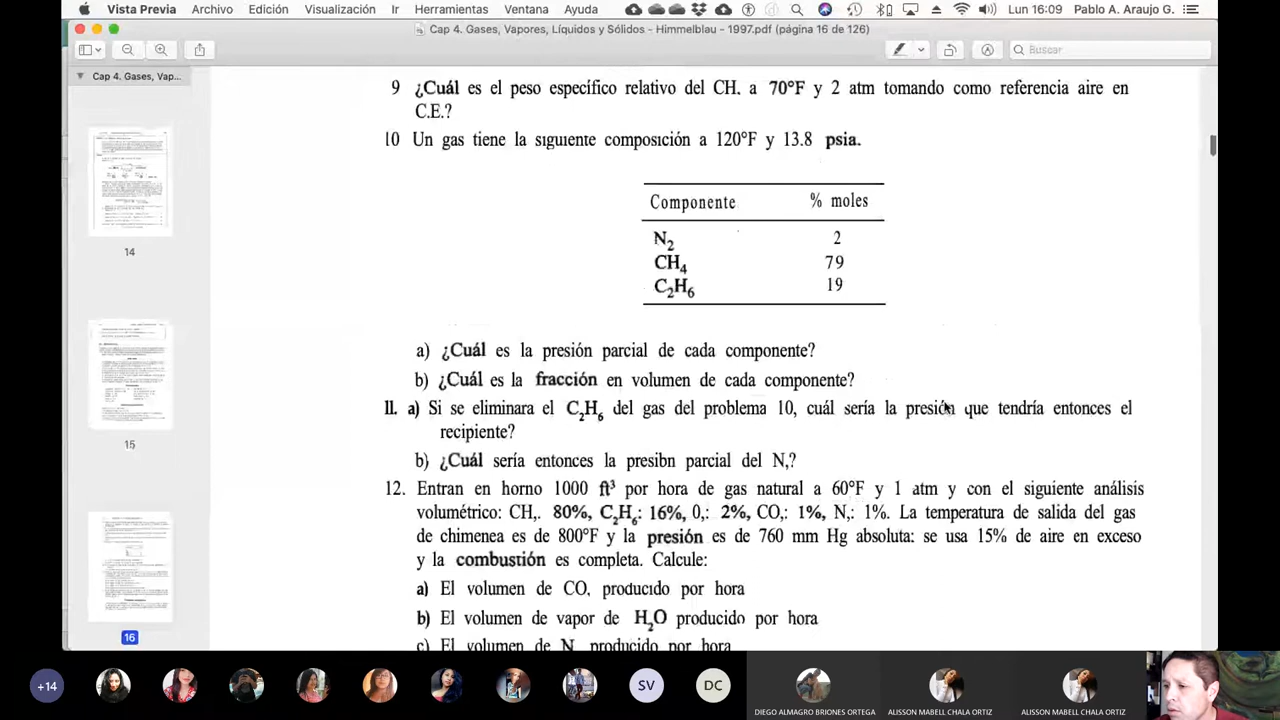 Vista Previa Archivo Edición Visualización Ir Herramientas Ventana Ayuda Lun 16:09 Pablo A. Araujo G.
Cap 4. Gases, Vapores, Líquidos y Sólidos - Himmelblau - 1997.pdf (página 16 de 126)
Buscar
Cap 4. Gases, Vap...
14
15
16
9 ¿Cuál es el peso específico relativo del CH, a 70°F y 2 atm tomando como referencia aire en
C.E.?
10 Un gas tiene la siguiente composición a 120°F y 13.8 psia.
Componente % moles
N2 2
CH4 79
C2H6 19
a) ¿Cuál es la presión parcial de cada componente?
b) ¿Cuál es la fracción en volumen de cada componente?
11. a) Si se eliminara el C2H6 del gas del problema 10, cuál sería la presión que tendría entonces el
recipiente?
b) ¿Cuál sería entonces la presibn parcial del N,?
12. Entran en horno 1000 ft³ por hora de gas natural a 60°F y 1 atm y con el siguiente análisis
volumétrico: CH,. 80%, C2H6: 16%, 0,: 2%, CO,: 1%, N,: 1%. La temperatura de salida del gas
de chimenea es de 800°F y la presión es de 760 mm Hg absoluta: se usa 15% de aire en exceso
y la combustión es completa. Calcule:
a) El volumen de CO, producido por hora
b) El volumen de vapor de H2O producido por hora
c) El volumen de N, producido por hora
+14 SV DC DIEGO ALMAGRO BRIONES ORTEGA ALISSON MABELL CHALA ORTIZ ALISSON MABELL CHALA ORTIZ